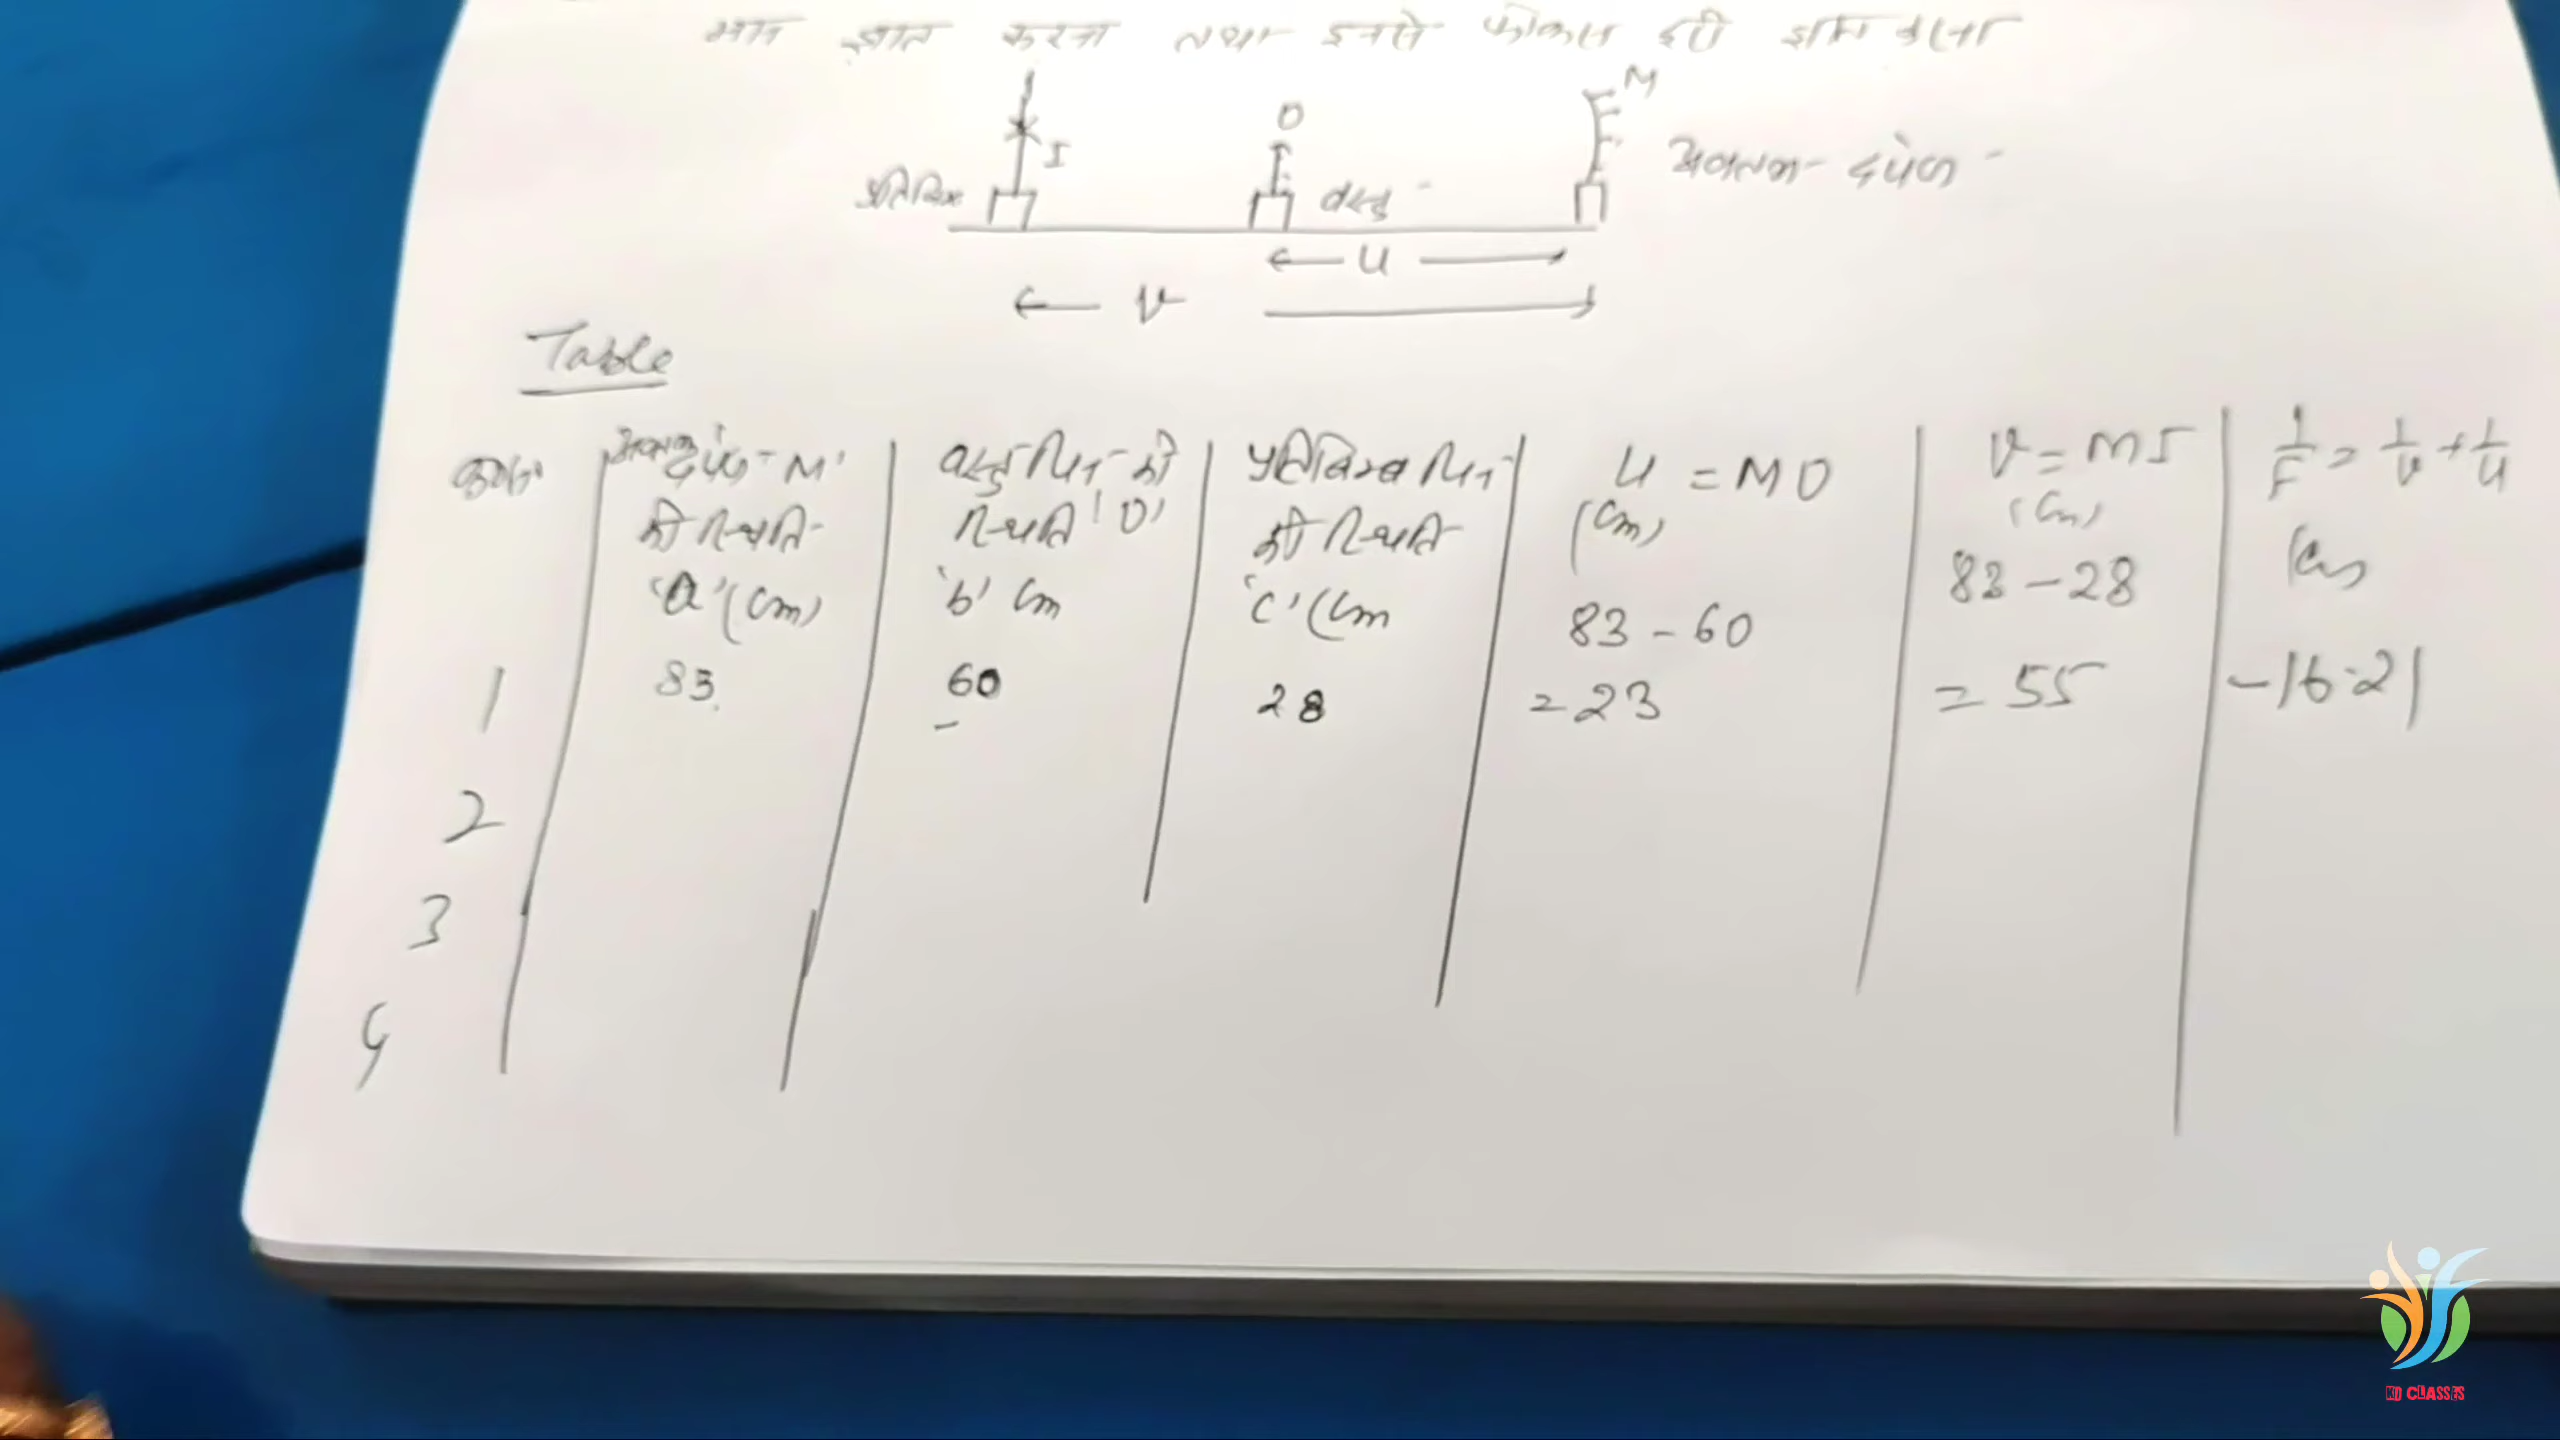 मान ज्ञात करना तथा इनसे फोकस दूरी ज्ञात करना
M
O
I
प्रतिबिम्ब
वस्तु
अवतल दर्पण
U
V
Table
क्रमांक
अवतल दर्पण 'M'
की स्थिति
'a' (cm)
वस्तु पिन की
स्थिति 'O'
'b' cm
प्रतिबिम्ब पिन
की स्थिति
'c' (cm
U = MO
(cm)
V = MI
(cm)
1/F = 1/V + 1/U
(cm
83 - 60
83 - 28
1 83 60 28 = 23 = 55 -16.21
2
3
4
KD CLASSES